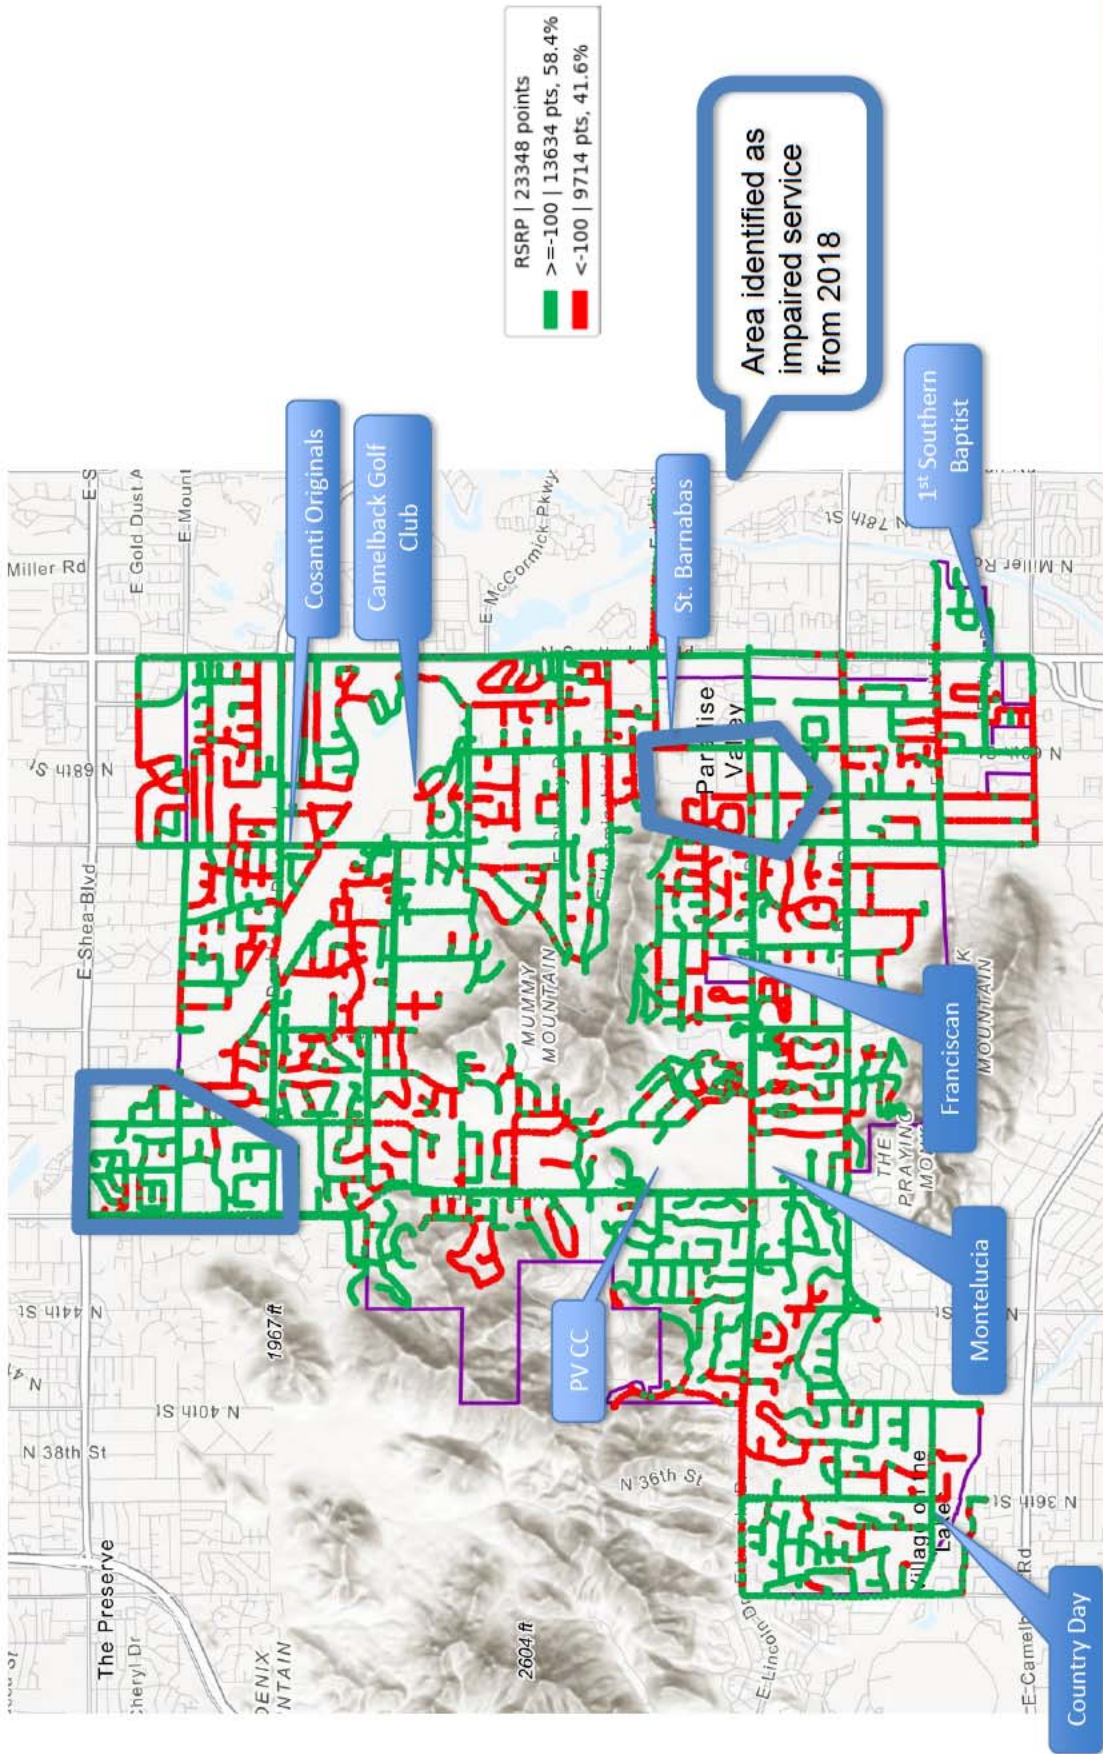 RSRP | 23348 points
>=-100 | 13634 pts, 58.4%
<-100 | 9714 pts, 41.6%
Area identified as
impaired service
from 2018
Cosanti Originals
Camelback Golf
Club
St. Barnabas
1st Southern
Baptist
Franciscan
Montelucia
PV CC
Country Day
Miller Rd
E-S
E Gold Dust A
E-Mount
E-McCormick-Pkwy
N 78th St
N Miller Rd
N 68th St
Paradise
Valley
E-Shea-Blvd
MUMMY
MOUNTAIN
THE
PRAYING
MOUNTAIN
N 44th St
1967 ft
N 40th St
N 38th St
N 36th St
N 36th St
The Preserve
Cheryl Dr
2604 ft
E-Lincoln-D
Village of the
Lakes
E-Camelb
Rd